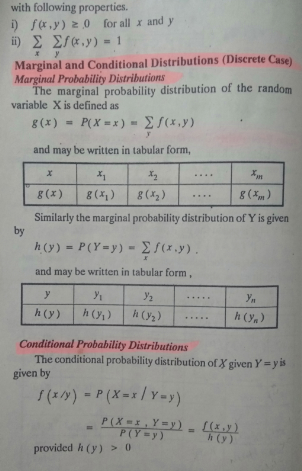 with following properties.
i) f(x,y) ≥ 0 for all x and y
ii) Σ Σ f(x,y) = 1
x y
Marginal and Conditional Distributions (Discrete Case)
Marginal Probability Distributions
The marginal probability distribution of the random
variable X is defined as
g(x) = P(X=x) = Σ f(x,y)
y
and may be written in tabular form,
x x₁ x₂ .... xₘ
g(x) g(x₁) g(x₂) .... g(xₘ)
Similarly the marginal probability distribution of Y is given
by
h(y) = P(Y=y) = Σ f(x,y).
x
and may be written in tabular form,
y y₁ y₂ ..... yₙ
h(y) h(y₁) h(y₂) ..... h(yₙ)
Conditional Probability Distributions
The conditional probability distribution of X given Y=y is
given by
f(x/y) = P(X=x / Y=y)
= P(X=x, Y=y) / P(Y=y) = f(x,y) / h(y)
provided h(y) > 0